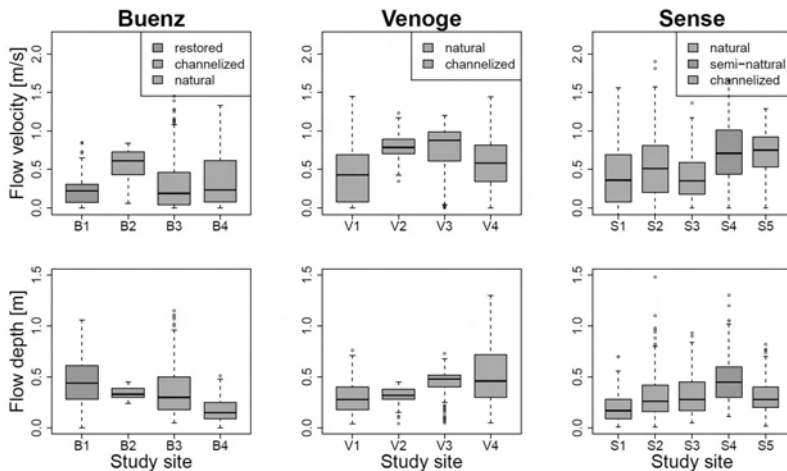 Buenz Venoge Sense
Flow velocity [m/s]
0.0 0.5 1.0 1.5 2.0
restored
channelized
natural
B1 B2 B3 B4
0.0 0.5 1.0 1.5 2.0
natural
channelized
V1 V2 V3 V4
0.0 0.5 1.0 1.5 2.0
natural
semi-natural
channelized
S1 S2 S3 S4 S5
Flow depth [m]
0.0 0.5 1.0 1.5
B1 B2 B3 B4
Study site
0.0 0.5 1.0 1.5
V1 V2 V3 V4
Study site
0.0 0.5 1.0 1.5
S1 S2 S3 S4 S5
Study site